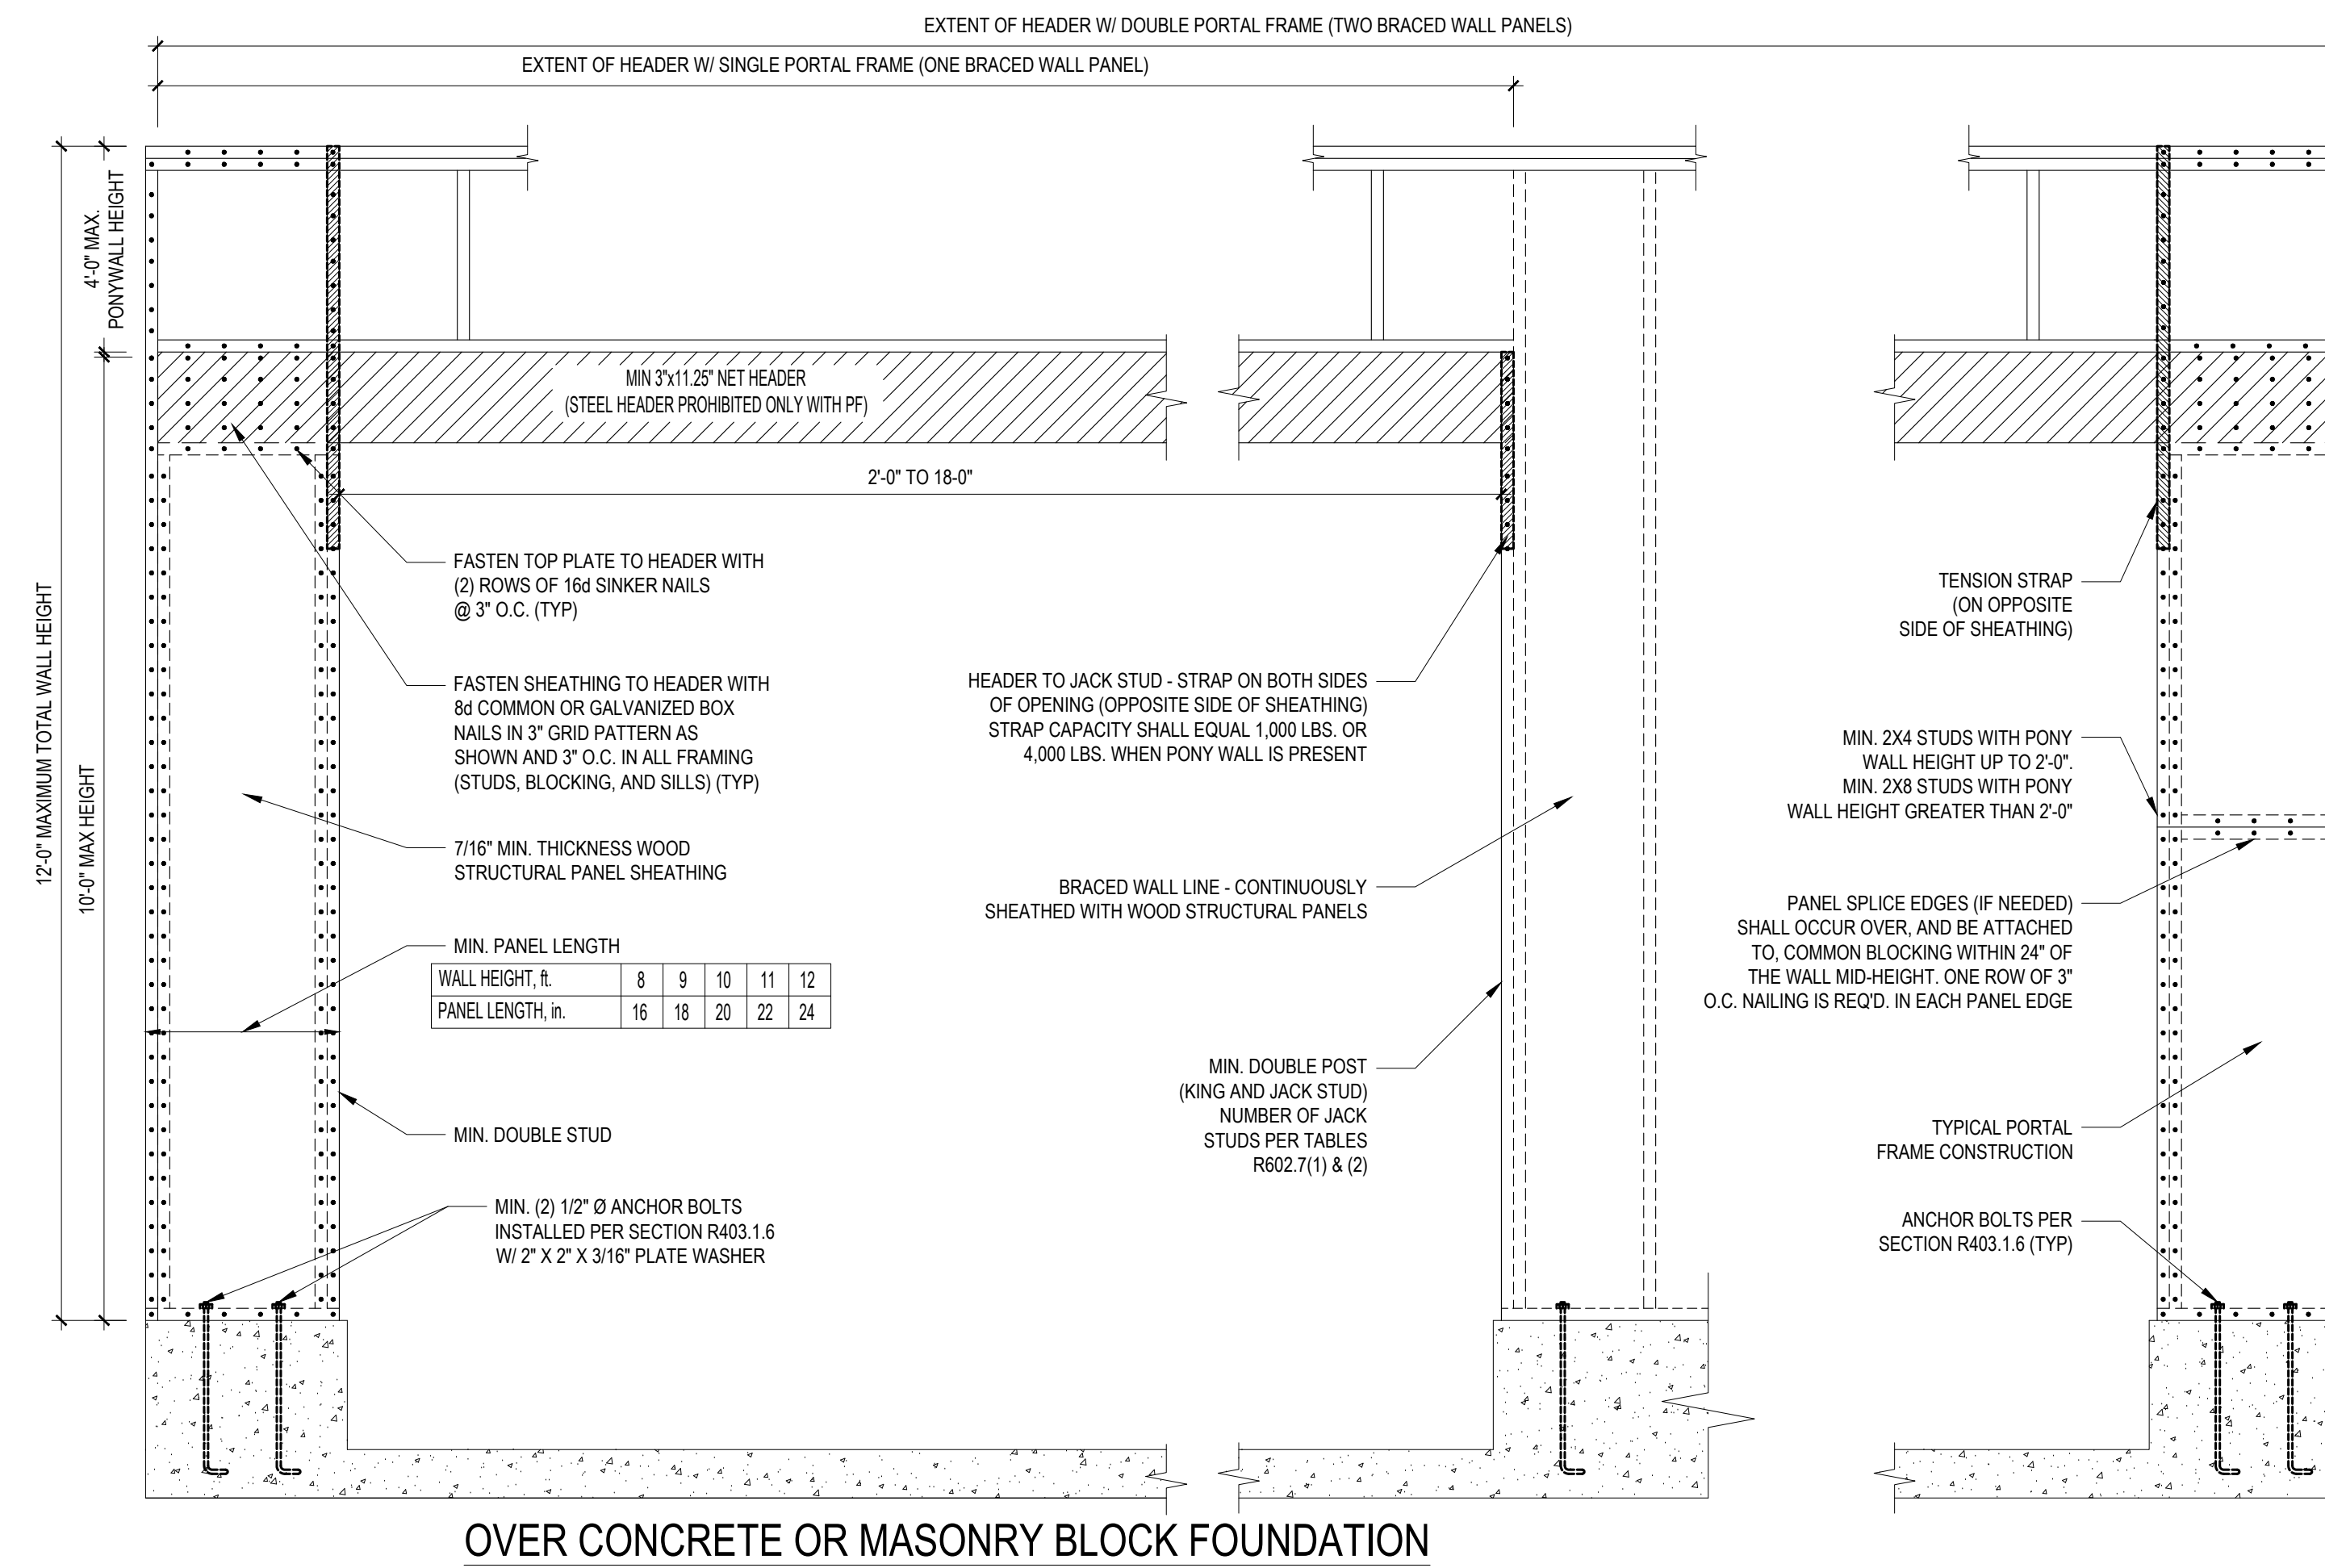 EXTENT OF HEADER W/ DOUBLE PORTAL FRAME (TWO BRACED WALL PANELS)
EXTENT OF HEADER W/ SINGLE PORTAL FRAME (ONE BRACED WALL PANEL)
4'-0" MAX.
PONYWALL HEIGHT
12'-0" MAXIMUM TOTAL WALL HEIGHT
10'-0" MAX HEIGHT
MIN 3"x11.25" NET HEADER
(STEEL HEADER PROHIBITED ONLY WITH PF)
2'-0" TO 18-0"
FASTEN TOP PLATE TO HEADER WITH
(2) ROWS OF 16d SINKER NAILS
@ 3" O.C. (TYP)
FASTEN SHEATHING TO HEADER WITH
8d COMMON OR GALVANIZED BOX
NAILS IN 3" GRID PATTERN AS
SHOWN AND 3" O.C. IN ALL FRAMING
(STUDS, BLOCKING, AND SILLS) (TYP)
7/16" MIN. THICKNESS WOOD
STRUCTURAL PANEL SHEATHING
MIN. PANEL LENGTH
WALL HEIGHT, ft. 8 9 10 11 12
PANEL LENGTH, in. 16 18 20 22 24
MIN. DOUBLE STUD
MIN. (2) 1/2" Ø ANCHOR BOLTS
INSTALLED PER SECTION R403.1.6
W/ 2" X 2" X 3/16" PLATE WASHER
HEADER TO JACK STUD - STRAP ON BOTH SIDES
OF OPENING (OPPOSITE SIDE OF SHEATHING)
STRAP CAPACITY SHALL EQUAL 1,000 LBS. OR
4,000 LBS. WHEN PONY WALL IS PRESENT
BRACED WALL LINE - CONTINUOUSLY
SHEATHED WITH WOOD STRUCTURAL PANELS
MIN. DOUBLE POST
(KING AND JACK STUD)
NUMBER OF JACK
STUDS PER TABLES
R602.7(1) & (2)
TENSION STRAP
(ON OPPOSITE
SIDE OF SHEATHING)
MIN. 2X4 STUDS WITH PONY
WALL HEIGHT UP TO 2'-0".
MIN. 2X8 STUDS WITH PONY
WALL HEIGHT GREATER THAN 2'-0"
PANEL SPLICE EDGES (IF NEEDED)
SHALL OCCUR OVER, AND BE ATTACHED
TO, COMMON BLOCKING WITHIN 24" OF
THE WALL MID-HEIGHT. ONE ROW OF 3"
O.C. NAILING IS REQ'D. IN EACH PANEL EDGE
TYPICAL PORTAL
FRAME CONSTRUCTION
ANCHOR BOLTS PER
SECTION R403.1.6 (TYP)
OVER CONCRETE OR MASONRY BLOCK FOUNDATION